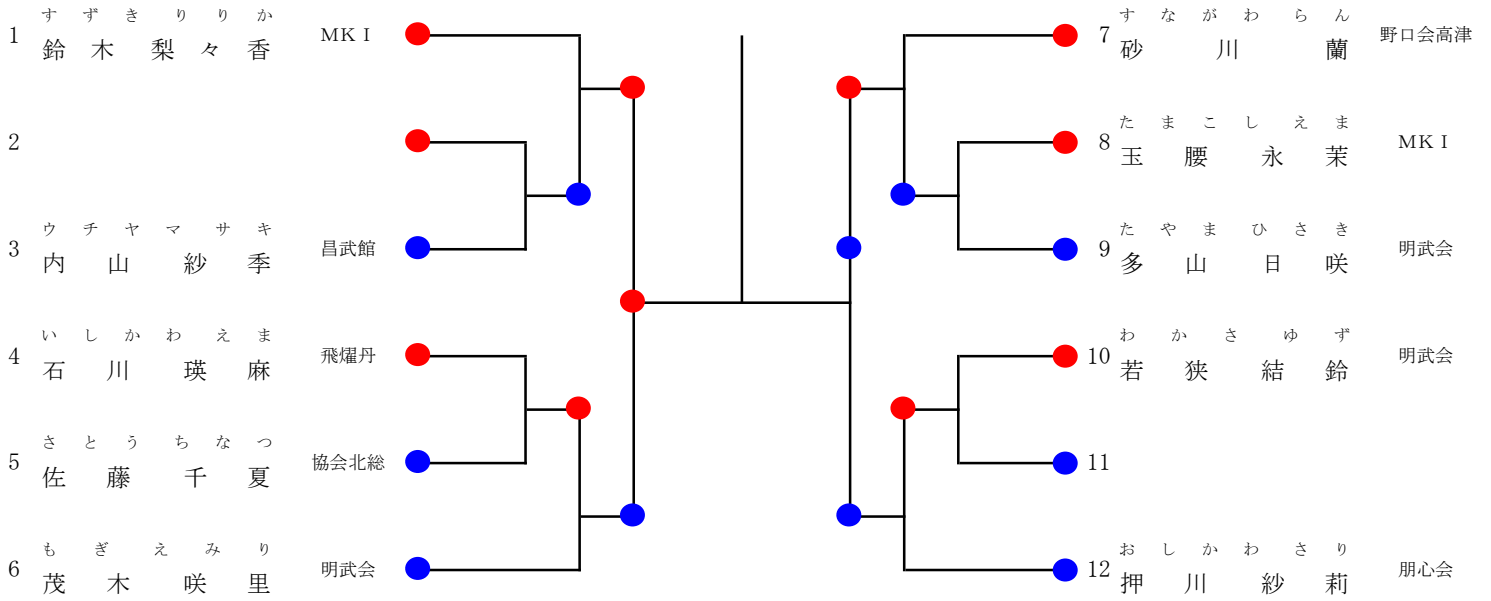 すずきりりか
1 鈴木梨々香 MKI
2
ウチヤマサキ
3 内山紗季 昌武館
いしかわえま
4 石川瑛麻 飛燿丹
さとうちなつ
5 佐藤千夏 協会北総
もぎえみり
6 茂木咲里 明武会
すながわらん
7 砂川蘭 野口会高津
たまこしえま
8 玉腰永茉 MKI
たやまひさき
9 多山日咲 明武会
わかさゆず
10 若狭結鈴 明武会
11
おしかわさり
12 押川紗莉 朋心会